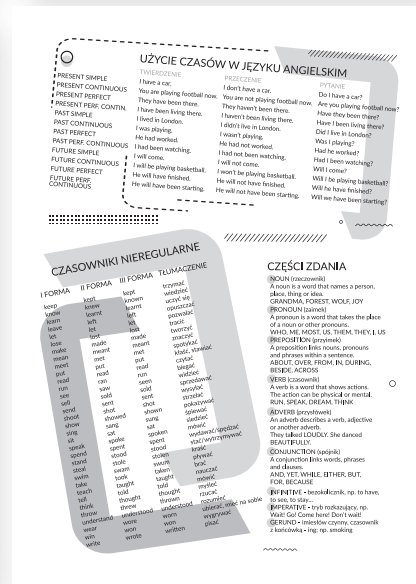 UŻYCIE CZASÓW W JĘZYKU ANGIELSKIM
TWIERDZENIE PRZECZENIE PYTANIE
PRESENT SIMPLE I have a car. I don't have a car. Do I have a car?
PRESENT CONTINUOUS You are playing football now. You are not playing football now. Are you playing football now?
PRESENT PERFECT They have been there. They haven't been there. Have they been there?
PRESENT PERF. CONTIN. I have been living there. I haven't been living there. Have I been living there?
PAST SIMPLE I lived in London. I didn't live in London. Did I live in London?
PAST CONTINUOUS I was playing. I wasn't playing. Was I playing?
PAST PERFECT He had worked. He had not worked. Had he worked?
PAST PERF. CONTINUOUS I had been watching. I had not been watching. Had I been watching?
FUTURE SIMPLE I will come. I will not come. Will I come?
FUTURE CONTINUOUS I will be playing basketball. I won't be playing basketball. Will I be playing basketball?
FUTURE PERFECT He will have finished. He will not have finished. Will he have finished?
FUTURE PERF.
CONTINUOUS He will have been starting. He will not have been starting. Will we have been starting?
CZASOWNIKI NIEREGULARNE
I FORMA II FORMA III FORMA TŁUMACZENIE
keep kept kept trzymać
know knew known wiedzieć
learn learnt learnt uczyć się
leave left left opuszczać
let let let pozwalać
lose lost lost tracić
make made made tworzyć
mean meant meant znaczyć
meet met met spotykać
put put put kłaść, stawiać
read read read czytać
run ran run biegać
see saw seen widzieć
sell sold sold sprzedawać
send sent sent wysyłać
shoot shot shot strzelać
show showed shown pokazywać
sing sang sung śpiewać
sit sat sat siedzieć
speak spoke spoken mówić
spend spent spent wydawać/spędzać
stand stood stood stać/wytrzymywać
steal stole stolen kraść
swim swam swum pływać
take took taken brać
teach taught taught nauczać
tell told told mówić
think thought thought myśleć
throw threw thrown rzucać
understand understood understood rozumieć
wear wore worn ubierać, mieć na sobie
win won won wygrywać
write wrote written pisać
CZĘŚCI ZDANIA
NOUN (rzeczownik)
A noun is a word that names a person,
place, thing or idea.
GRANDMA, FOREST, WOLF, JOY
PRONOUN (zaimek)
A pronoun is a word that takes the place
of a noun or other pronouns.
WHO, ME, MOST, US, THEM, THEY, I, US
PREPOSITION (przyimek)
A preposition links nouns, pronouns
and phrases within a sentence.
ABOUT, OVER, FROM, IN, DURING,
BESIDE, ACROSS
VERB (czasownik)
A verb is a word that shows actions.
The action can be physical or mental.
RUN, SPEAK, DREAM, THINK
ADVERB (przysłówek)
An adverb describes a verb, adjective
or another adverb.
They talked LOUDLY. She danced
BEAUTIFULLY.
CONJUNCTION (spójnik)
A conjunction links words, phrases
and clauses.
AND, YET, WHILE, EITHER, BUT,
FOR, BECAUSE
INFINITIVE - bezokolicznik, np. to have,
to see, to stay...
IMPERATIVE - tryb rozkazujący, np.
Wait! Go! Come here! Don't wait!
GERUND - imiesłów czynny, czasownik
z końcówką - ing; np. smoking